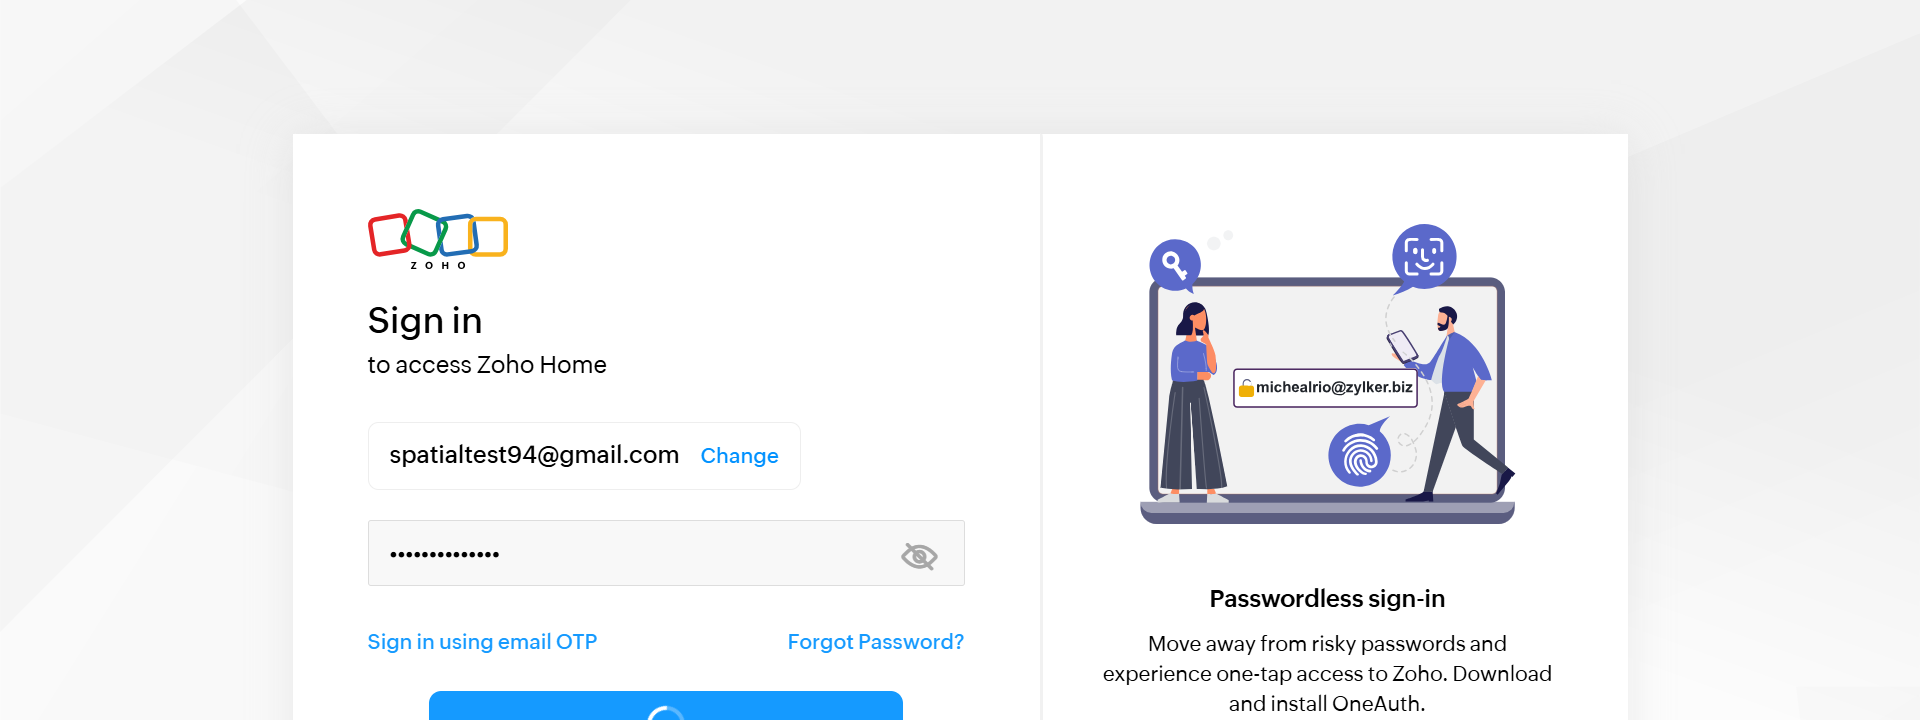 ZOHO
Sign in
to access Zoho Home
spatialtest94@gmail.com Change
••••••••••••••
Sign in using email OTP Forgot Password?
michealrio@zylker.biz
Passwordless sign-in
Move away from risky passwords and
experience one-tap access to Zoho. Download
and install OneAuth.